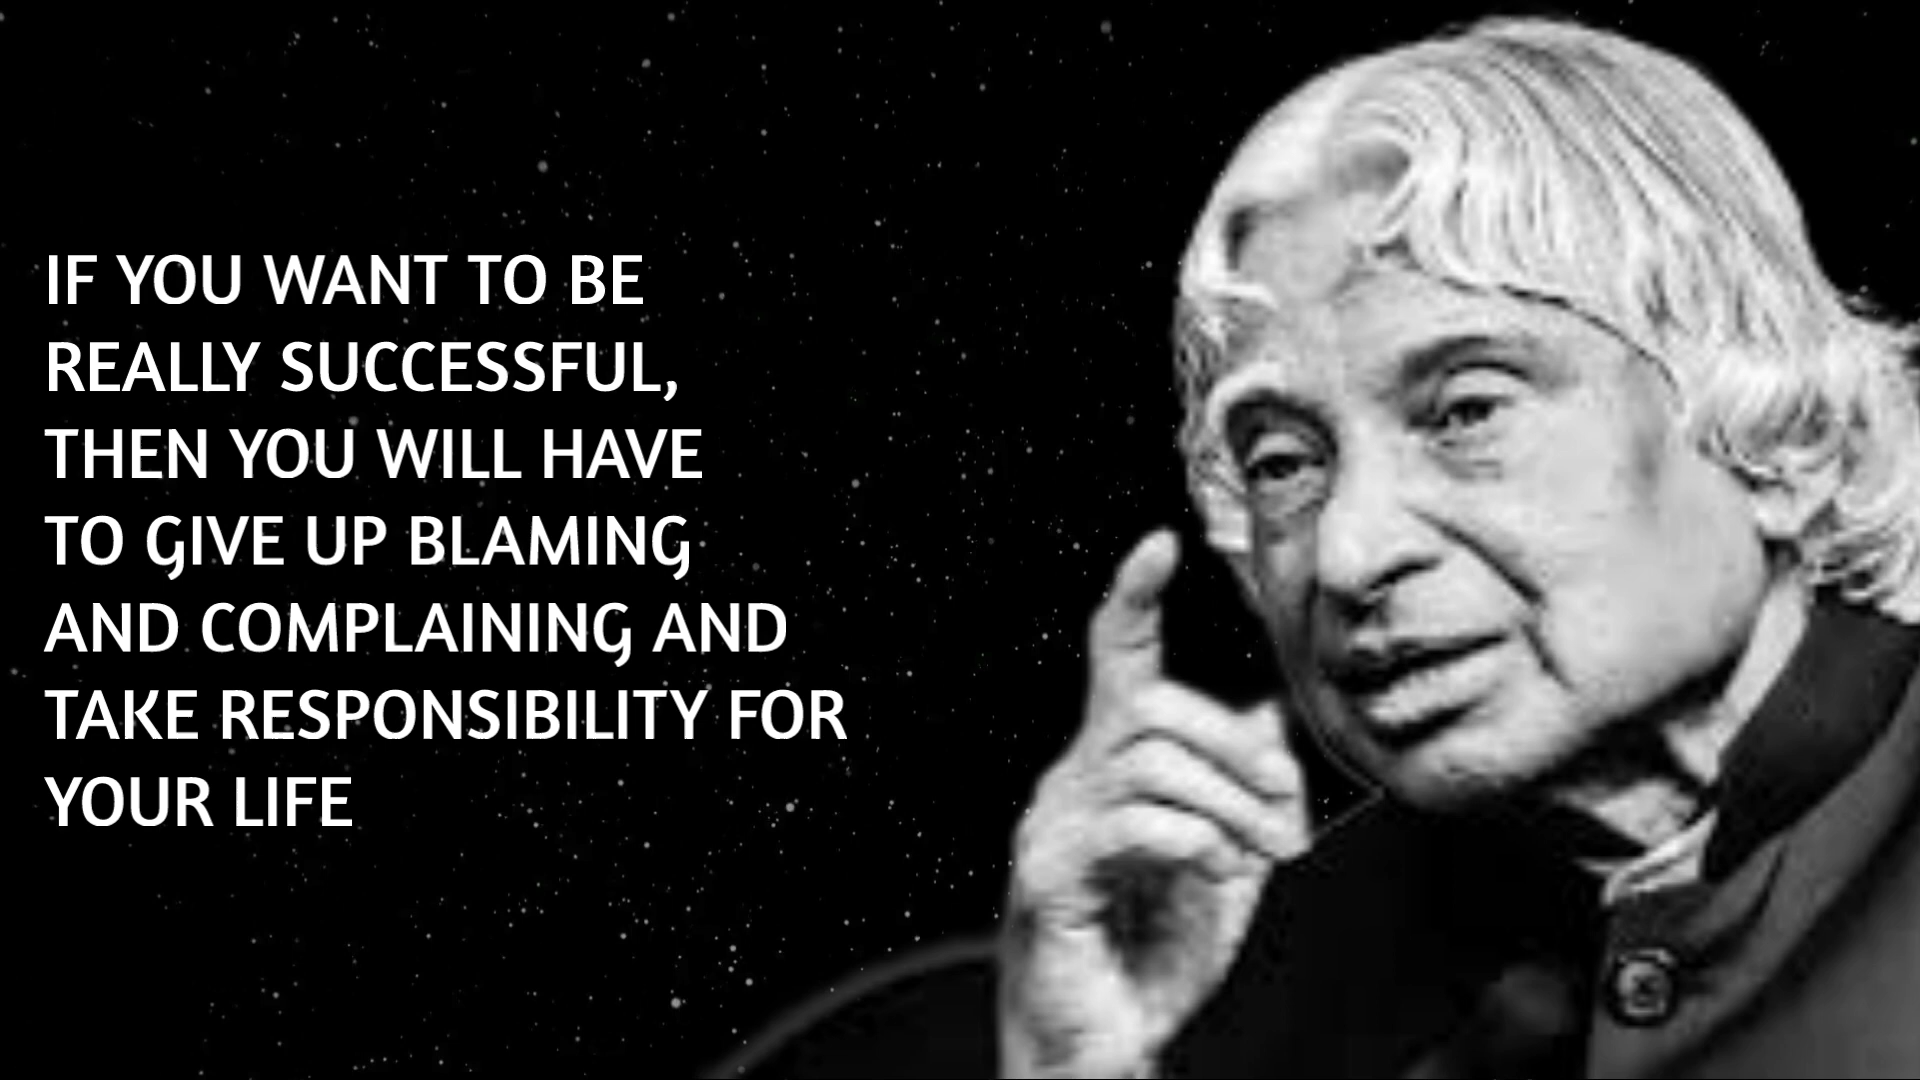 IF YOU WANT TO BE
REALLY SUCCESSFUL,
THEN YOU WILL HAVE
TO GIVE UP BLAMING
AND COMPLAINING AND
TAKE RESPONSIBILITY FOR
YOUR LIFE